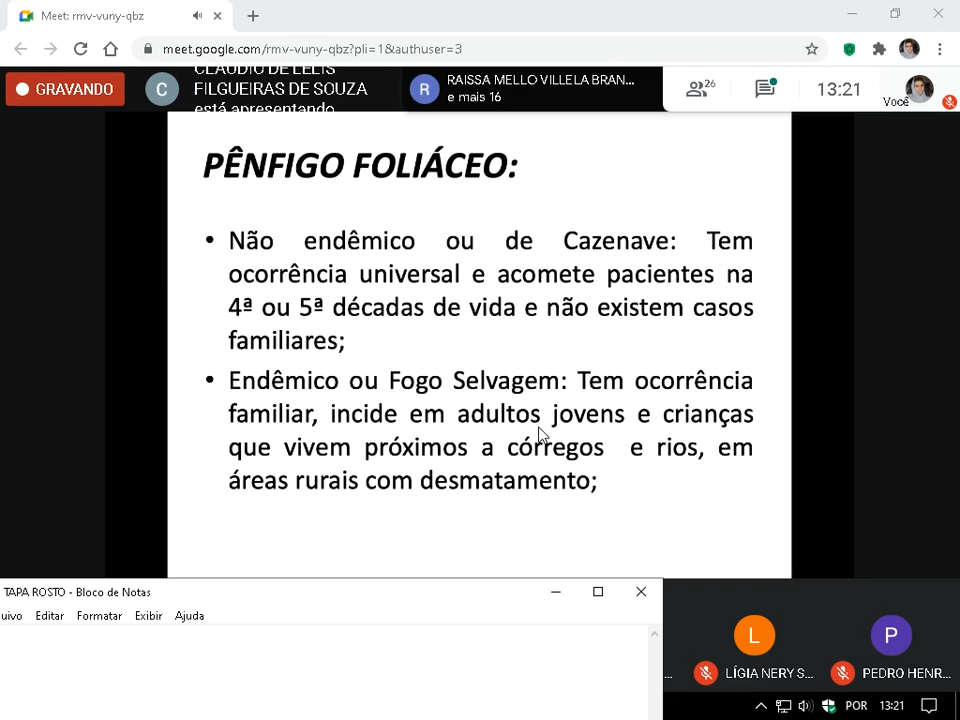 Meet: rmv-vuny-qbz
meet.google.com/rmv-vuny-qbz?pli=1&authuser=3
GRAVANDO
C
CLAUDIO DE LELIS
FILGUEIRAS DE SOUZA
está apresentando
R
RAISSA MELLO VILLELA BRAN...
e mais 16
26
13:21
Você
PÊNFIGO FOLIÁCEO:
• Não endêmico ou de Cazenave: Tem
ocorrência universal e acomete pacientes na
4ª ou 5ª décadas de vida e não existem casos
familiares;
• Endêmico ou Fogo Selvagem: Tem ocorrência
familiar, incide em adultos jovens e crianças
que vivem próximos a córregos e rios, em
áreas rurais com desmatamento;
TAPA ROSTO - Bloco de Notas
uivo Editar Formatar Exibir Ajuda
L
P
...
LÍGIA NERY S...
PEDRO HENR...
POR 13:21